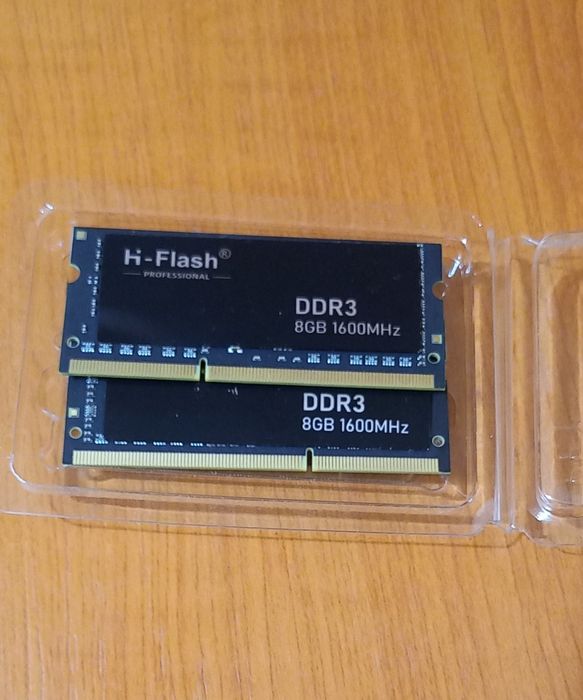 H-Flash®
PROFESSIONAL
DDR3
8GB 1600MHz
DDR3
8GB 1600MHz